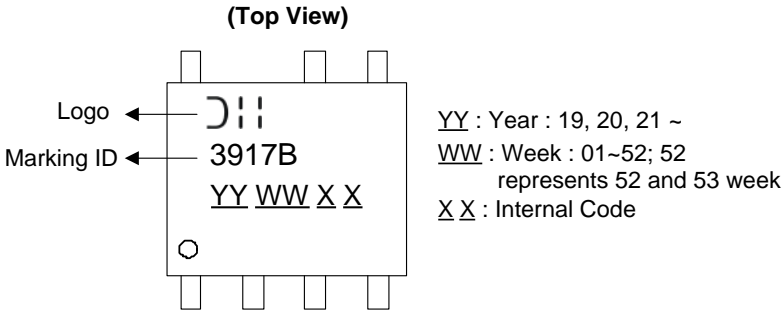 (Top View)
Logo
Marking ID
3917B
YY WW X X
YY : Year : 19, 20, 21 ~
WW : Week : 01~52; 52
represents 52 and 53 week
X X : Internal Code